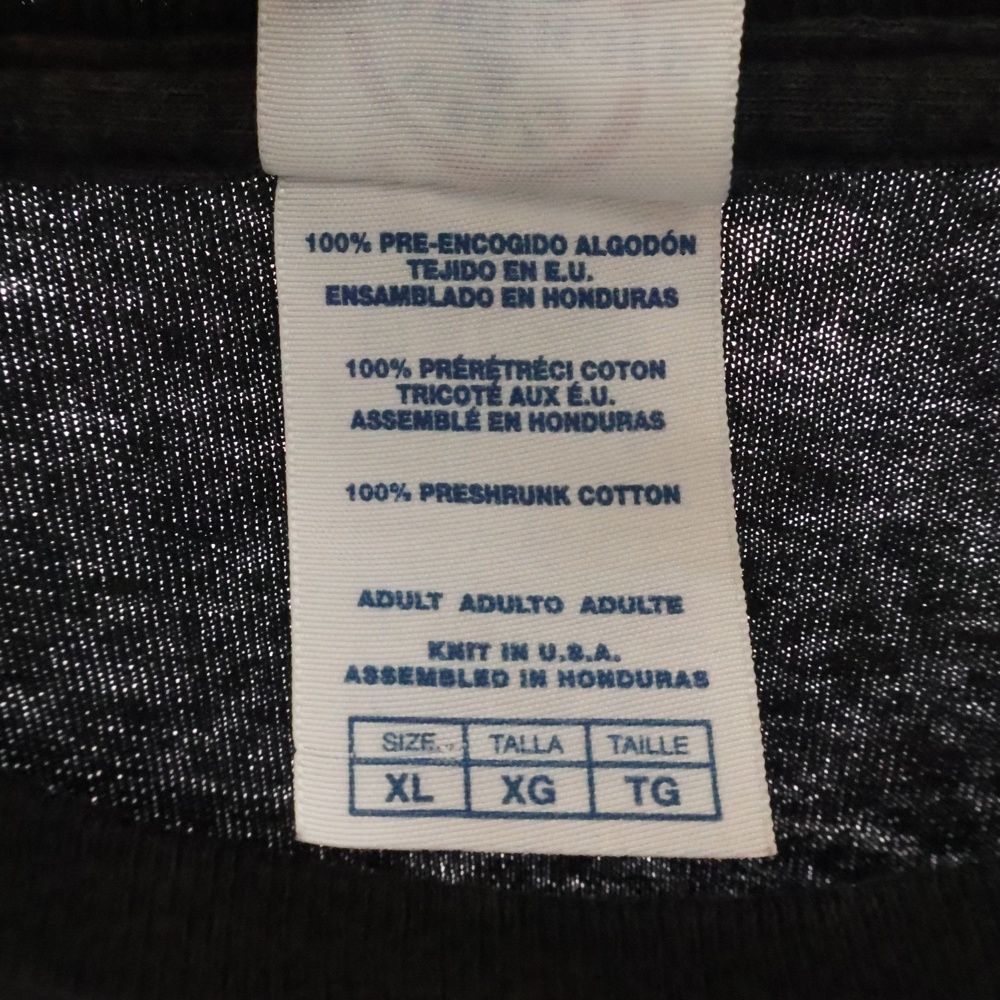 100% PRE-ENCOGIDO ALGODÓN
TEJIDO EN E.U.
ENSAMBLADO EN HONDURAS
100% PRÉRÉTRÉCI COTON
TRICOTÉ AUX É.U.
ASSEMBLÉ EN HONDURAS
100% PRESHRUNK COTTON
ADULT ADULTO ADULTE
KNIT IN U.S.A.
ASSEMBLED IN HONDURAS
SIZE TALLA TAILLE
XL XG TG